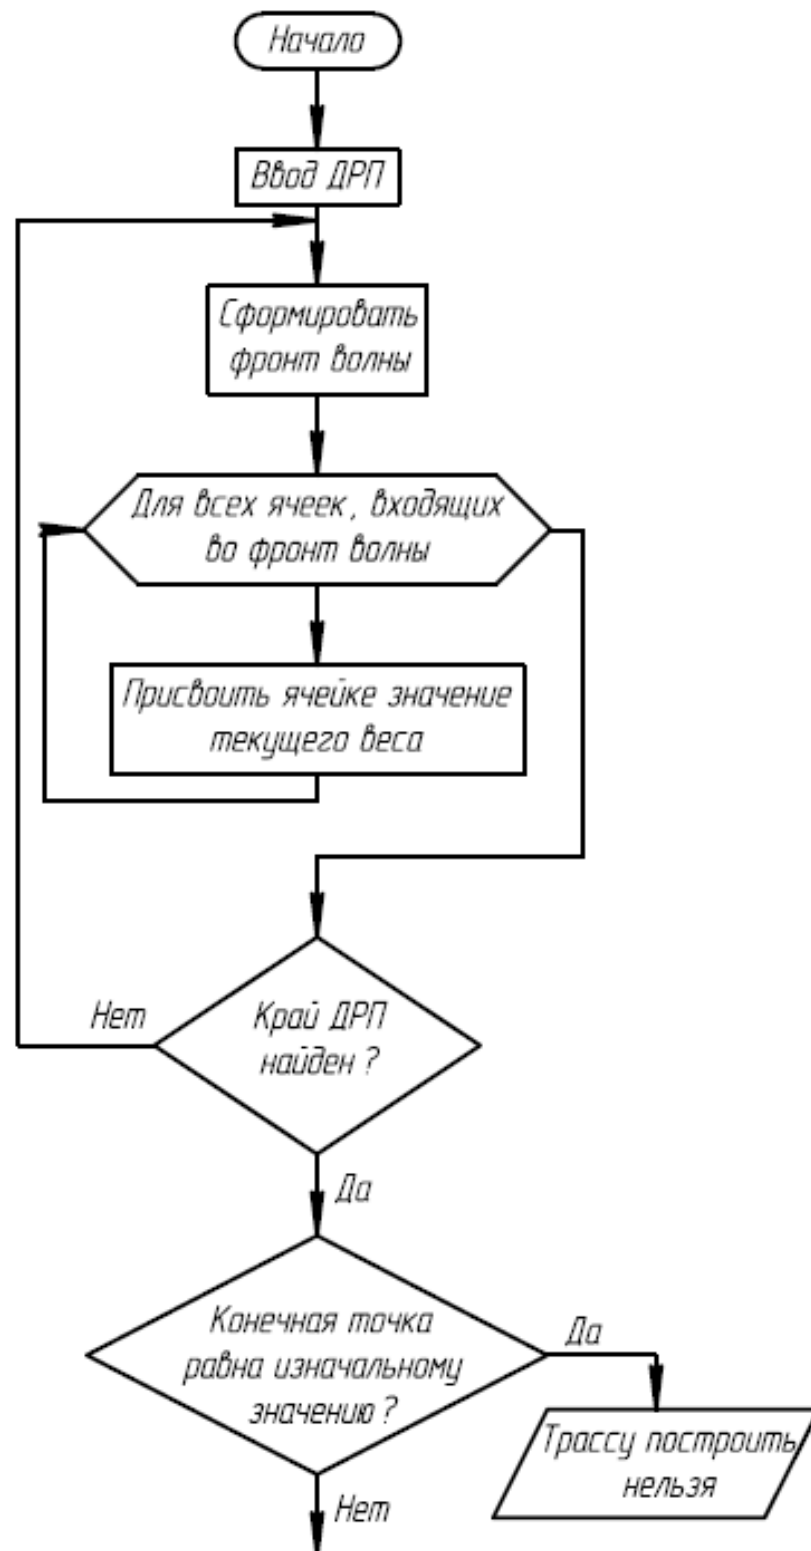 Начало
Ввод ДРП
Сформировать
фронт волны
Для всех ячеек, входящих
во фронт волны
Присвоить ячейке значение
текущего веса
Нет
Край ДРП
найден ?
Да
Конечная точка
равна изначальному
значению ?
Да
Трассу построить
нельзя
Нет